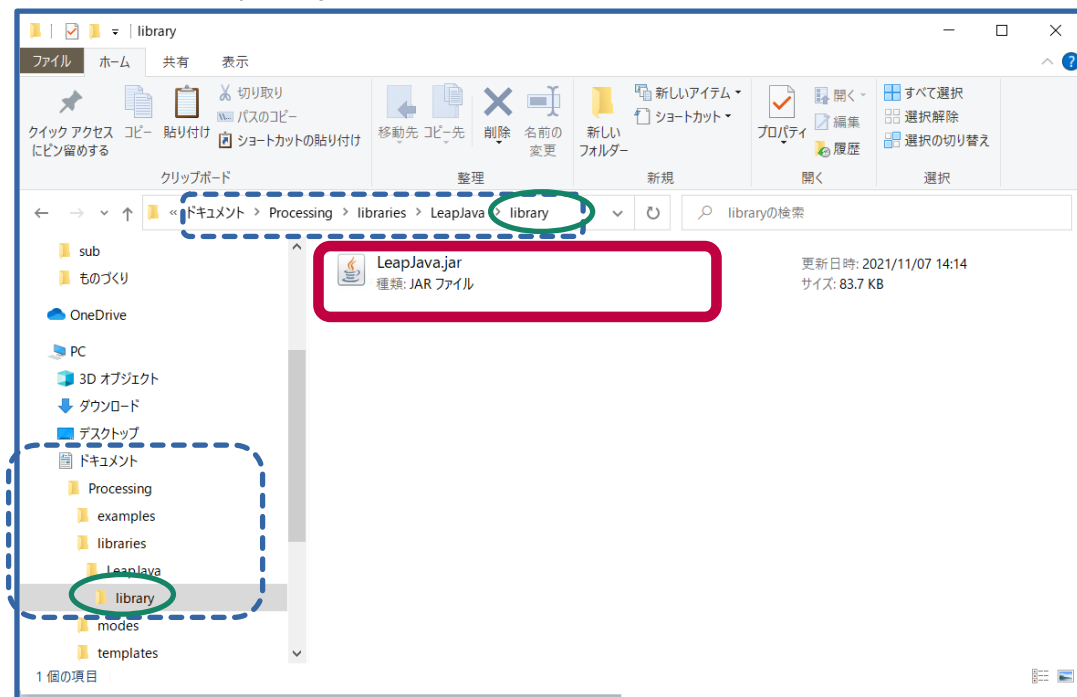 library
ファイル ホーム 共有 表示
クイック アクセス
にピン留めする
コピー
貼り付け
切り取り
パスのコピー
ショートカットの貼り付け
クリップボード
移動先
コピー先
削除
名前の
変更
整理
新しい
フォルダー
新しいアイテム
ショートカット
新規
プロパティ
開く
編集
履歴
開く
すべて選択
選択解除
選択の切り替え
選択
« ドキュメント > Processing > libraries > LeapJava > library
libraryの検索
sub
ものづくり
OneDrive
PC
3D オブジェクト
ダウンロード
デスクトップ
ドキュメント
Processing
examples
libraries
LeapJava
library
modes
templates
LeapJava.jar
種類: JAR ファイル
更新日時: 2021/11/07 14:14
サイズ: 83.7 KB
1 個の項目